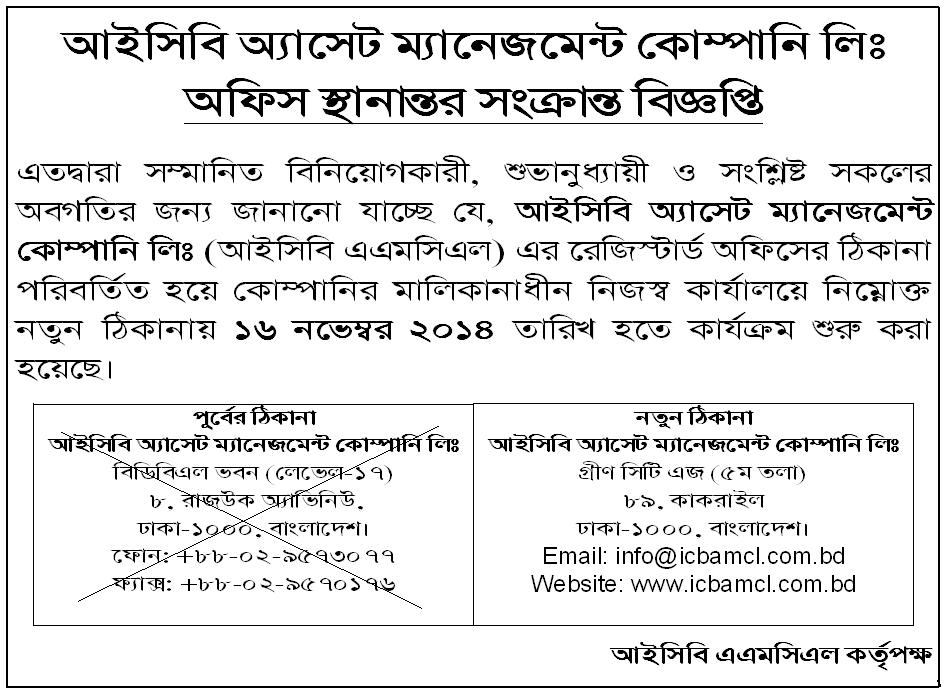 আইসিবি অ্যাসেট ম্যানেজমেন্ট কোম্পানি লিঃ
অফিস স্থানান্তর সংক্রান্ত বিজ্ঞপ্তি
এতদ্বারা সম্মানিত বিনিয়োগকারী, শুভানুধ্যায়ী ও সংশ্লিষ্ট সকলের
অবগতির জন্য জানানো যাচ্ছে যে, আইসিবি অ্যাসেট ম্যানেজমেন্ট
কোম্পানি লিঃ (আইসিবি এএমসিএল) এর রেজিস্টার্ড অফিসের ঠিকানা
পরিবর্তিত হয়ে কোম্পানির মালিকানাধীন নিজস্ব কার্যালয়ে নিম্নোক্ত
নতুন ঠিকানায় ১৬ নভেম্বর ২০১৪ তারিখ হতে কার্যক্রম শুরু করা
হয়েছে।
পূর্বের ঠিকানা
আইসিবি অ্যাসেট ম্যানেজমেন্ট কোম্পানি লিঃ
বিডিবিএল ভবন (লেভেল-১৭)
৮, রাজউক অ্যাভিনিউ,
ঢাকা-১০০০, বাংলাদেশ।
ফোন: +৮৮-০২-৯৫৭৩০৭৭
ফ্যাক্স: +৮৮-০২-৯৫৭০১৭৬
নতুন ঠিকানা
আইসিবি অ্যাসেট ম্যানেজমেন্ট কোম্পানি লিঃ
গ্রীণ সিটি এজ (৫ম তলা)
৮৯, কাকরাইল
ঢাকা-১০০০, বাংলাদেশ।
Email: info@icbamcl.com.bd
Website: www.icbamcl.com.bd
আইসিবি এএমসিএল কর্তৃপক্ষ